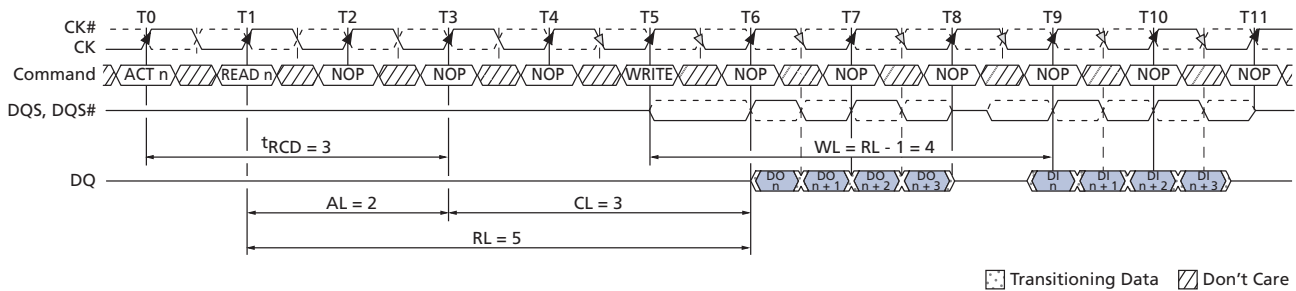 T0 T1 T2 T3 T4 T5 T6 T7 T8 T9 T10 T11
CK#
CK
Command ACT n READ n NOP NOP NOP WRITE NOP NOP NOP NOP NOP NOP
DQS, DQS#
tRCD = 3 WL = RL - 1 = 4
DQ DO n DO n + 1 DO n + 2 DO n + 3 DI n DI n + 1 DI n + 2 DI n + 3
AL = 2 CL = 3
RL = 5
Transitioning Data Don't Care